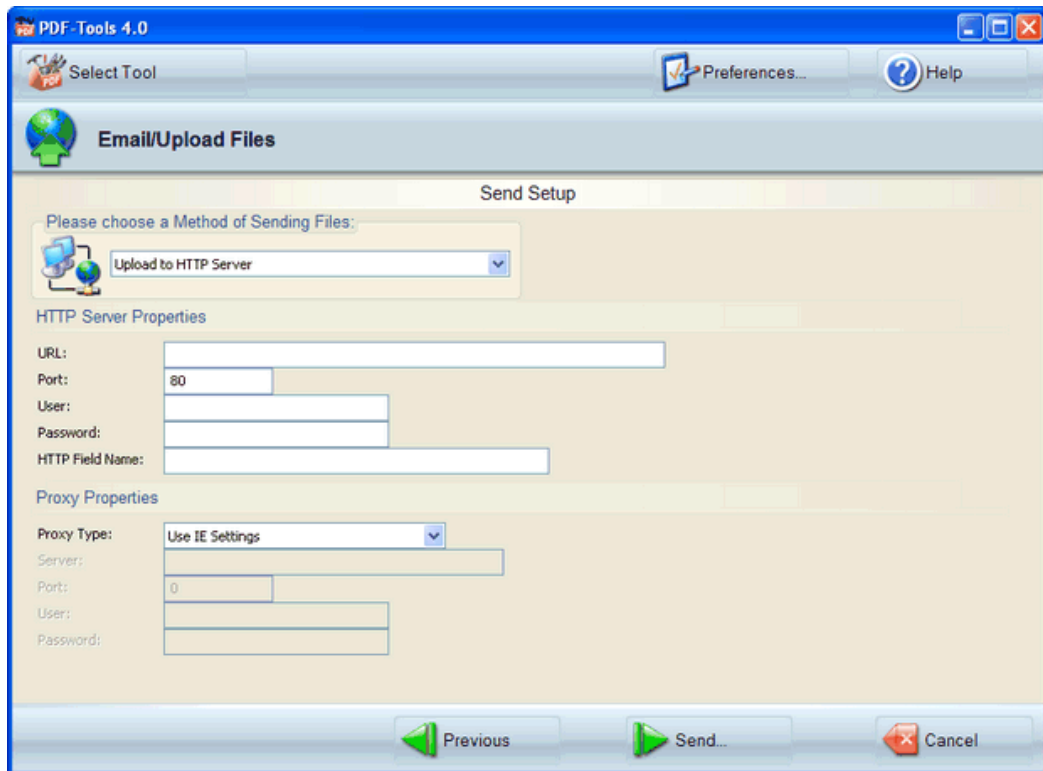 PDF-Tools 4.0
Select Tool Preferences... Help
Email/Upload Files
Send Setup
Please choose a Method of Sending Files:
Upload to HTTP Server
HTTP Server Properties
URL:
Port: 80
User:
Password:
HTTP Field Name:
Proxy Properties
Proxy Type: Use IE Settings
Server:
Port: 0
User:
Password:
Previous Send... Cancel